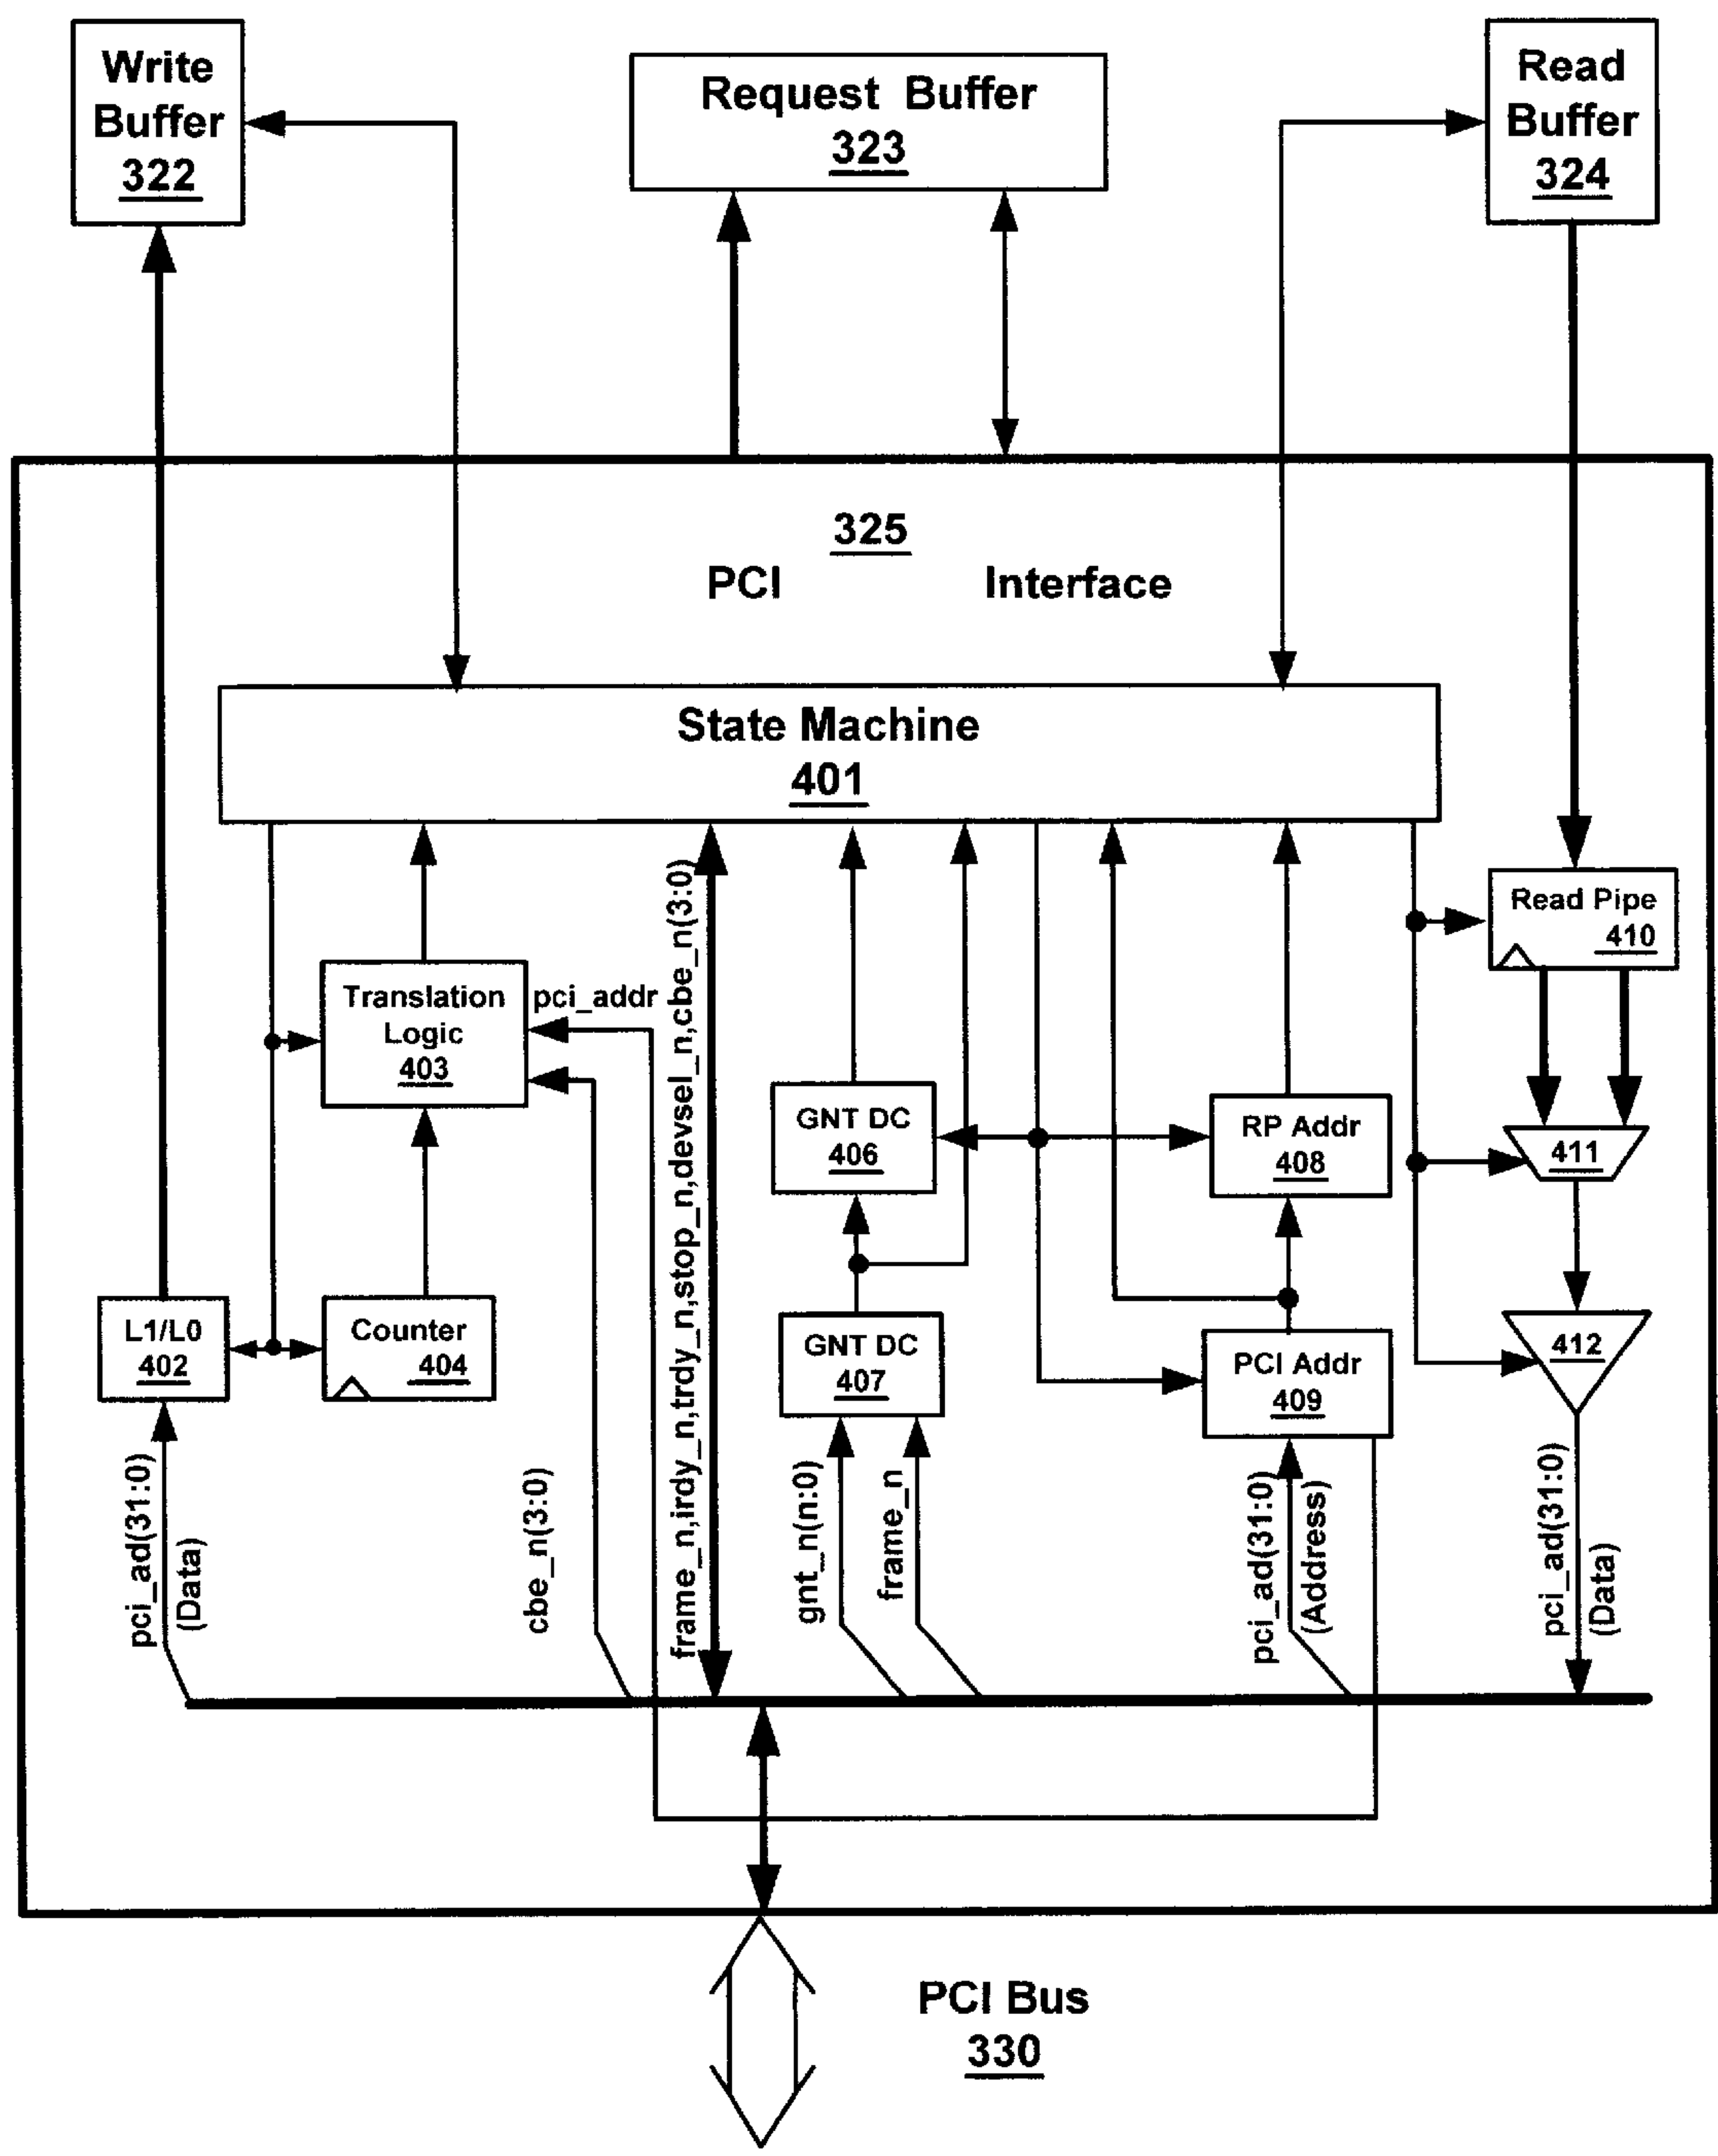 Write
Buffer
322
Request Buffer
323
Read
Buffer
324
325
PCI Interface
State Machine
401
Read Pipe
410
Translation
Logic
403
pci_addr
frame_n,irdy_n,trdy_n,stop_n,devsel_n,cbe_n(3:0)
GNT DC
406
RP Addr
408
411
L1/L0
402
Counter
404
GNT DC
407
PCI Addr
409
412
pci_ad(31:0)
(Data)
cbe_n(3:0)
gnt_n(n:0)
frame_n
pci_ad(31:0)
(Address)
pci_ad(31:0)
(Data)
PCI Bus
330